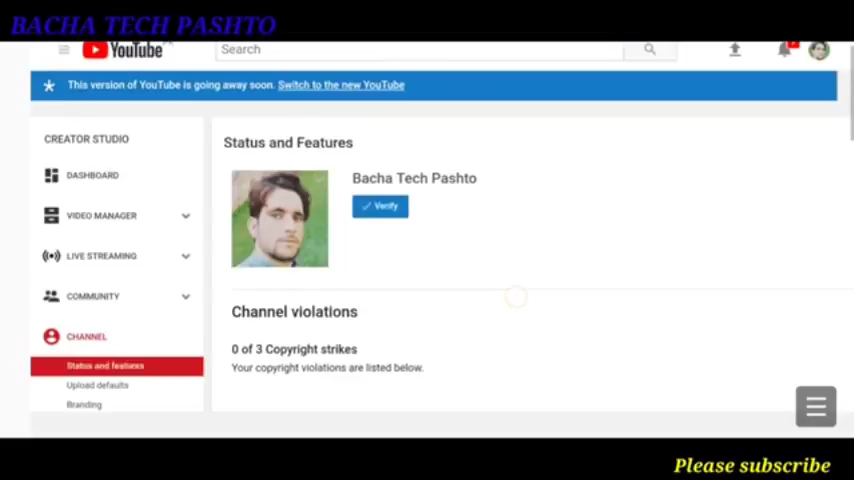 BACHA TECH PASHTO
YouTube
Search
This version of YouTube is going away soon. Switch to the new YouTube
CREATOR STUDIO
DASHBOARD
VIDEO MANAGER
LIVE STREAMING
COMMUNITY
CHANNEL
Status and features
Upload defaults
Branding
Status and Features
Bacha Tech Pashto
Verify
Channel violations
0 of 3 Copyright strikes
Your copyright violations are listed below.
Please subscribe